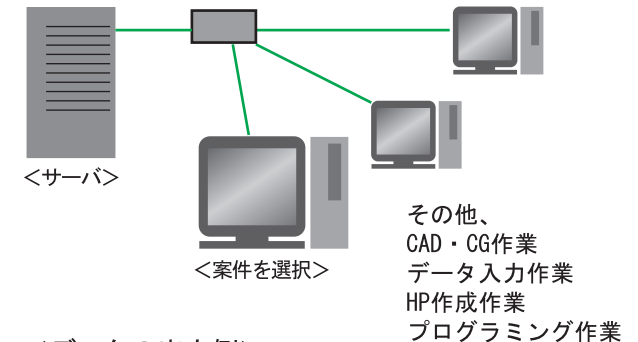 ＜サーバ＞
＜案件を選択＞
その他、
CAD・CG作業
データ入力作業
HP作成作業
プログラミング作業